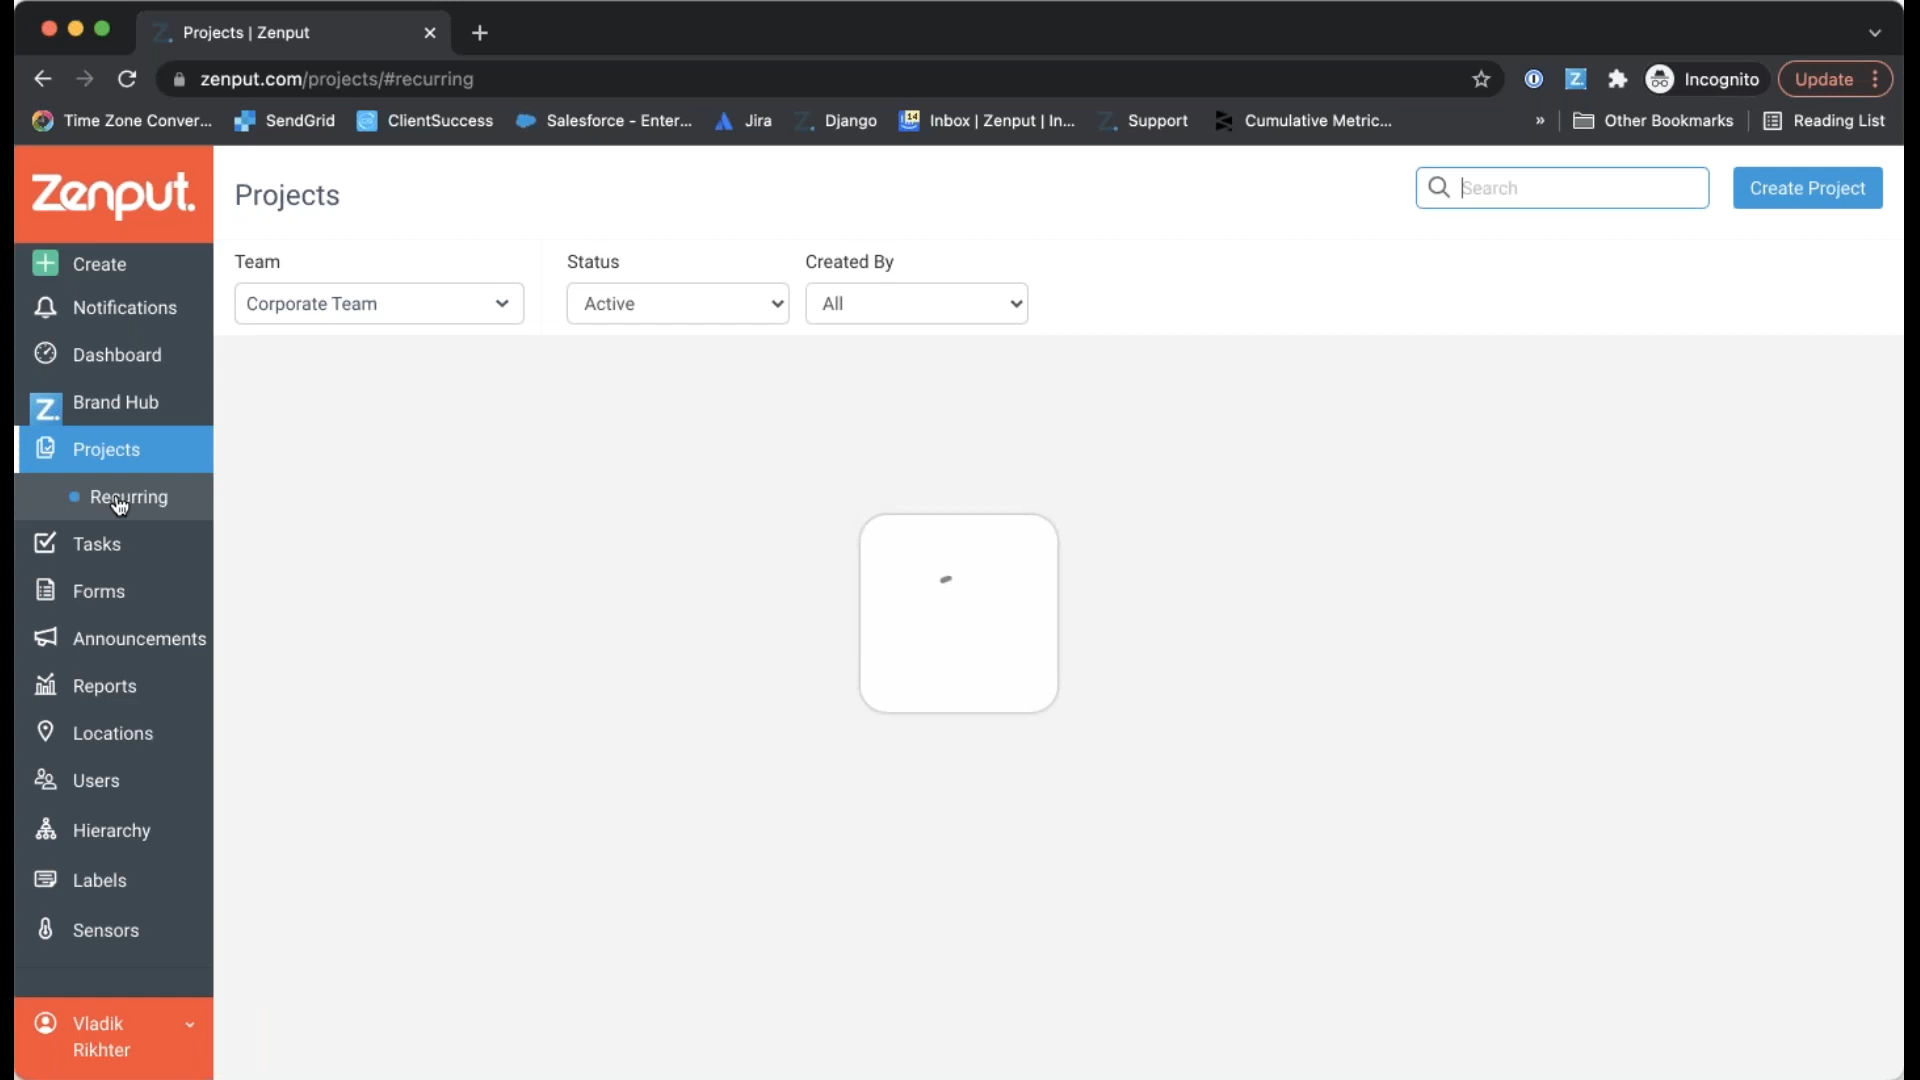 Projects | Zenput
zenput.com/projects/#recurring
Incognito
Update
Time Zone Conver...
SendGrid
ClientSuccess
Salesforce - Enter...
Jira
Django
14
Inbox | Zenput | In...
Support
Cumulative Metric...
»
Other Bookmarks
Reading List
Zenput.
Projects
Search
Create Project
Team
Status
Created By
Corporate Team
Active
All
Create
Notifications
Dashboard
Z.
Brand Hub
Projects
Recurring
Tasks
Forms
Announcements
Reports
Locations
Users
Hierarchy
Labels
Sensors
Vladik
Rikhter